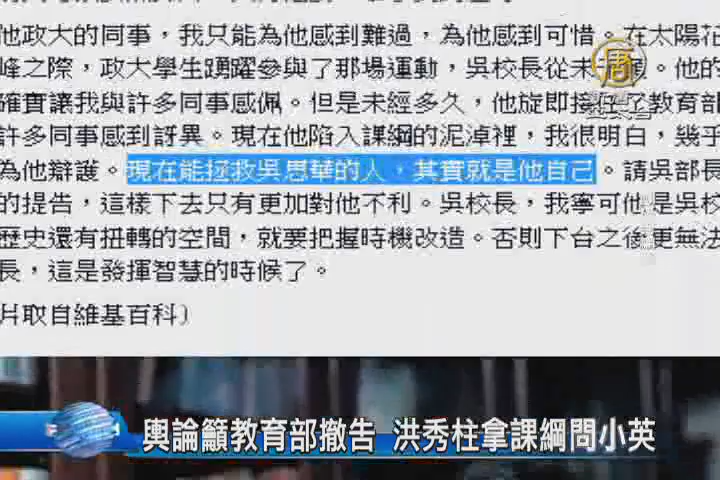 他政大的同事，我只能為他感到難過，為他感到可惜。在太陽花
峰之際，政大學生踴躍參與了那場運動，吳校長從未 他的
確實讓我與許多同事感佩。但是未經多久，他旋即接 了教育部
許多同事感到訝異。現在他陷入課綱的泥淖裡，我很明白，幾乎
為他辯護。現在能拯救吳思華的人，其實就是他自己。請吳部長
的提告，這樣下去只有更加對他不利。吳校長，我寧可他是吳校
歷史還有扭轉的空間，就要把握時機改造。否則下台之後更無法
長，這是發揮智慧的時候了。
片取自維基百科）
輿論籲教育部撤告 洪秀柱拿課綱問小英